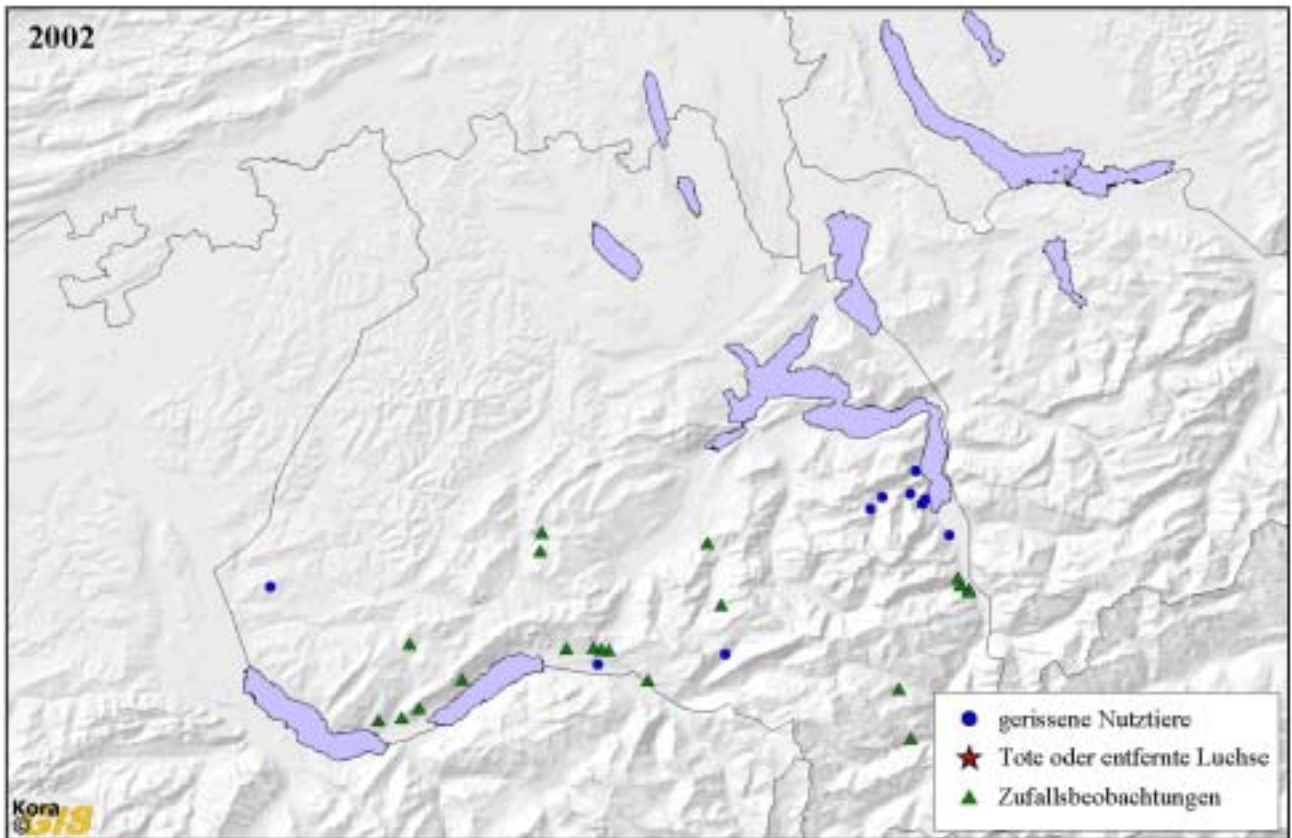 2002
gerissene Nutztiere
Tote oder entfernte Luchse
Zufallsbeobachtungen
Kora
© GIS